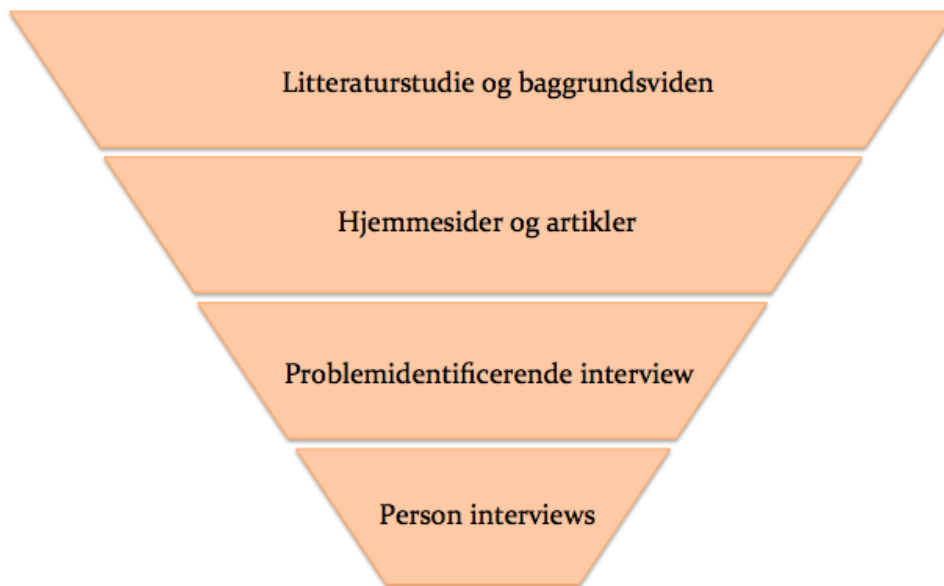 Litteraturstudie og baggrundsviden
Hjemmesider og artikler
Problemidentificerende interview
Person interviews